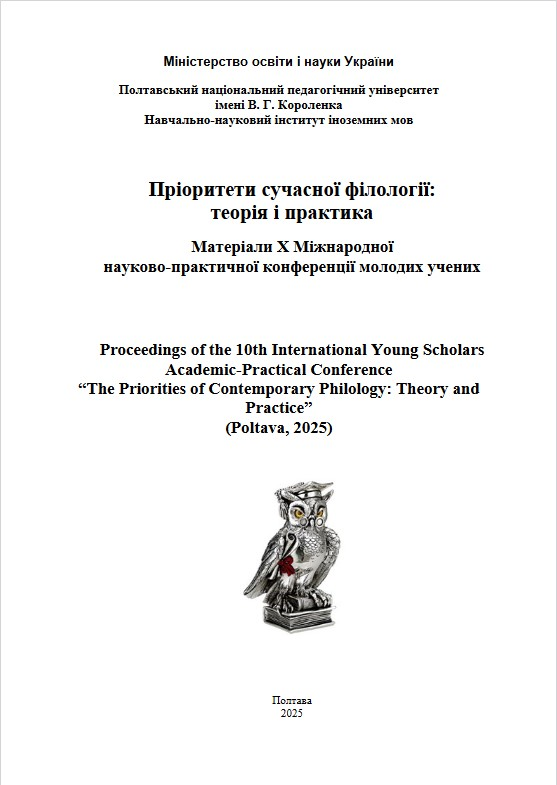 Міністерство освіти і науки України
Полтавський національний педагогічний університет
імені В. Г. Короленка
Навчально-науковий інститут іноземних мов
Пріоритети сучасної філології:
теорія і практика
Матеріали X Міжнародної
науково-практичної конференції молодих учених
Proceedings of the 10th International Young Scholars
Academic-Practical Conference
“The Priorities of Contemporary Philology: Theory and
Practice”
(Poltava, 2025)
Полтава
2025